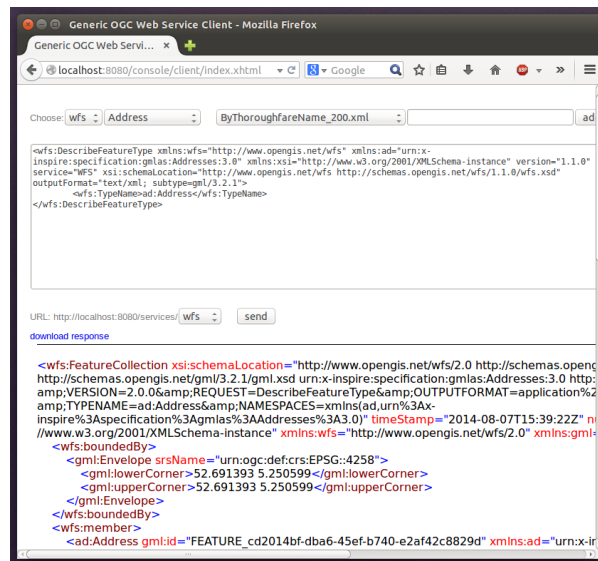 Generic OGC Web Service Client - Mozilla Firefox
Generic OGC Web Servi...
localhost:8080/console/client/index.xhtml Google
Choose: wfs Address ByThoroughfareName_200.xml ad
<wfs:DescribeFeatureType xmlns:wfs="http://www.opengis.net/wfs" xmlns:ad="urn:x-
inspire:specification:gmlas:Addresses:3.0" xmlns:xsi="http://www.w3.org/2001/XMLSchema-instance" version="1.1.0"
service="WFS" xsi:schemaLocation="http://www.opengis.net/wfs http://schemas.opengis.net/wfs/1.1.0/wfs.xsd"
outputFormat="text/xml; subtype=gml/3.2.1">
<wfs:TypeName>ad:Address</wfs:TypeName>
</wfs:DescribeFeatureType>
URL: http://localhost:8080/services/ wfs send
download response
<wfs:FeatureCollection xsi:schemaLocation="http://www.opengis.net/wfs/2.0 http://schemas.openg
http://schemas.opengis.net/gml/3.2.1/gml.xsd urn:x-inspire:specification:gmlas:Addresses:3.0 http:
amp;VERSION=2.0.0&amp;REQUEST=DescribeFeatureType&amp;OUTPUTFORMAT=application%2
amp;TYPENAME=ad:Address&amp;NAMESPACES=xmlns(ad,urn%3Ax-
inspire%3Aspecification%3Agmlas%3AAddresses%3A3.0)" timeStamp="2014-08-07T15:39:22Z" nu
//www.w3.org/2001/XMLSchema-instance" xmlns:wfs="http://www.opengis.net/wfs/2.0" xmlns:gml=
<wfs:boundedBy>
<gml:Envelope srsName="urn:ogc:def:crs:EPSG::4258">
<gml:lowerCorner>52.691393 5.250599</gml:lowerCorner>
<gml:upperCorner>52.691393 5.250599</gml:upperCorner>
</gml:Envelope>
</wfs:boundedBy>
<wfs:member>
<ad:Address gml:id="FEATURE_cd2014bf-dba6-45ef-b740-e2af42c8829d" xmlns:ad="urn:x-ir